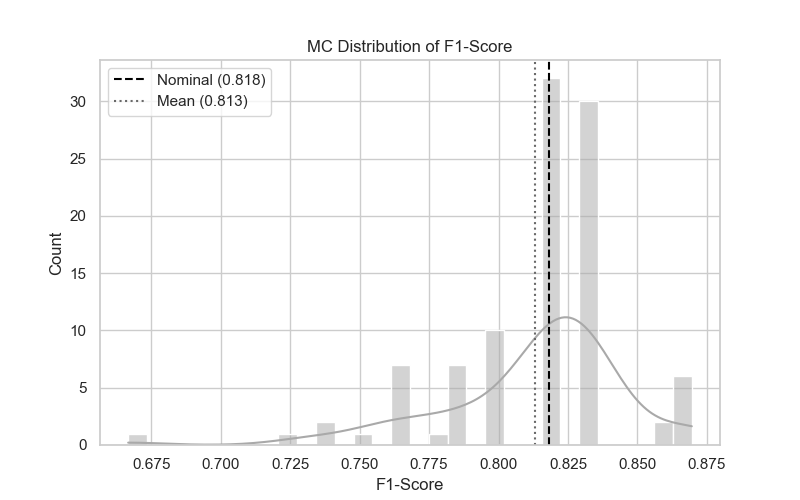 MC Distribution of F1-Score
Nominal (0.818)
Mean (0.813)
30
25
20
15
10
5
0
Count
0.675 0.700 0.725 0.750 0.775 0.800 0.825 0.850 0.875
F1-Score